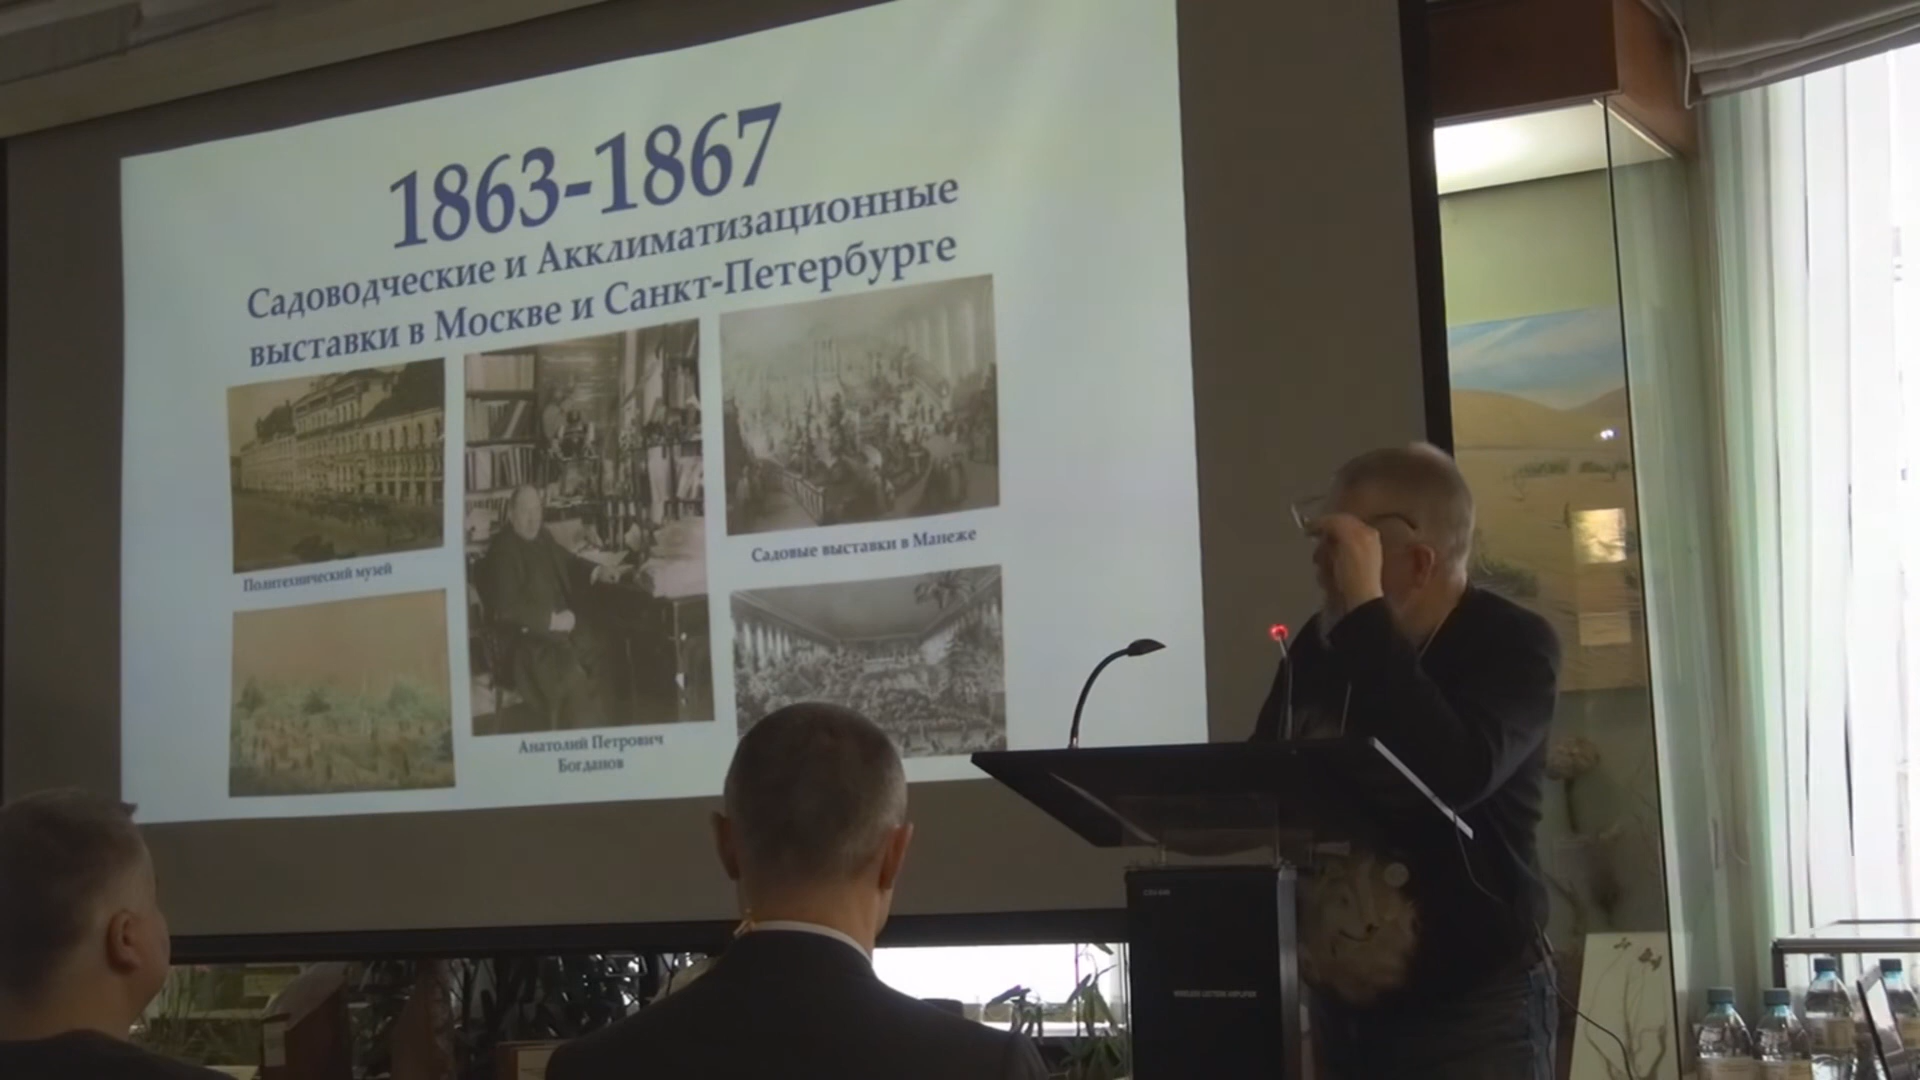 1863-1867
Садоводческие и Акклиматизационные
выставки в Москве и Санкт-Петербурге
Политехнический музей
Садовые выставки в Манеже
Анатолий Петрович
Богданов